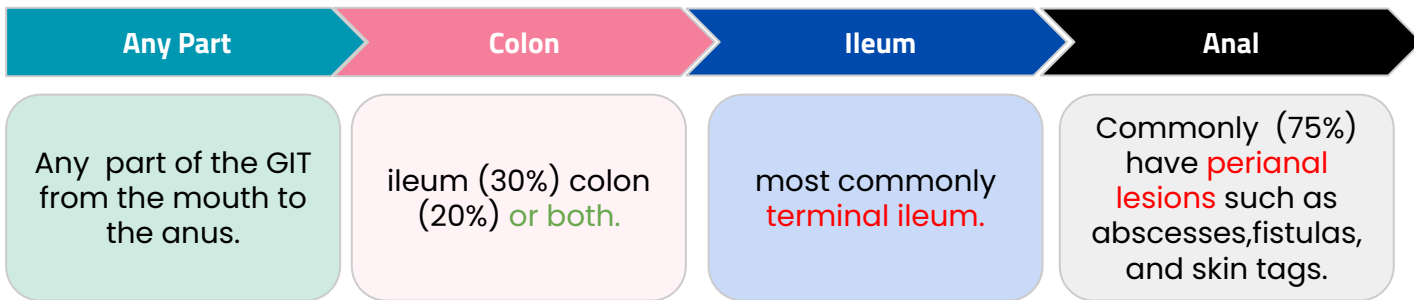 Any Part
Colon
Ileum
Anal
Any part of the GIT
from the mouth to
the anus.
ileum (30%) colon
(20%) or both.
most commonly
terminal ileum.
Commonly (75%)
have perianal
lesions such as
abscesses,fistulas,
and skin tags.